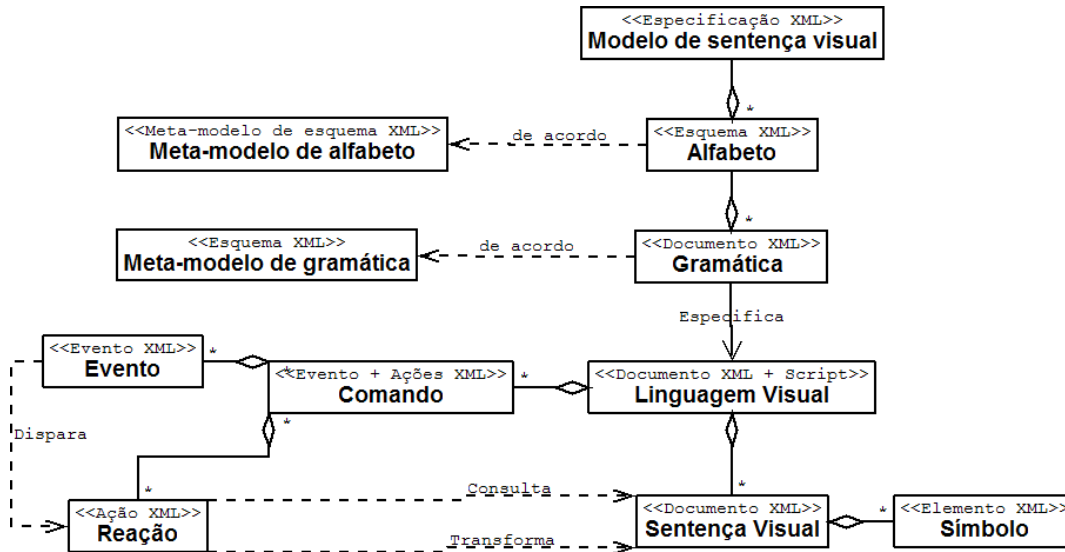 <<Especificação XML>>
Modelo de sentença visual
*
<<Meta-modelo de esquema XML>>
Meta-modelo de alfabeto
de acordo
<<Esquema XML>>
Alfabeto
*
<<Esquema XML>>
Meta-modelo de gramática
de acordo
<<Documento XML>>
Gramática
Especifica
<<Evento XML>>
Evento
*
*
<<Evento + Ações XML>>
Comando
*
*
<<Documento XML + Script>>
Linguagem Visual
Dispara
*
*
Consulta
<<Ação XML>>
Reação
Transforma
<<Documento XML>>
Sentença Visual
*
<<Elemento XML>>
Símbolo